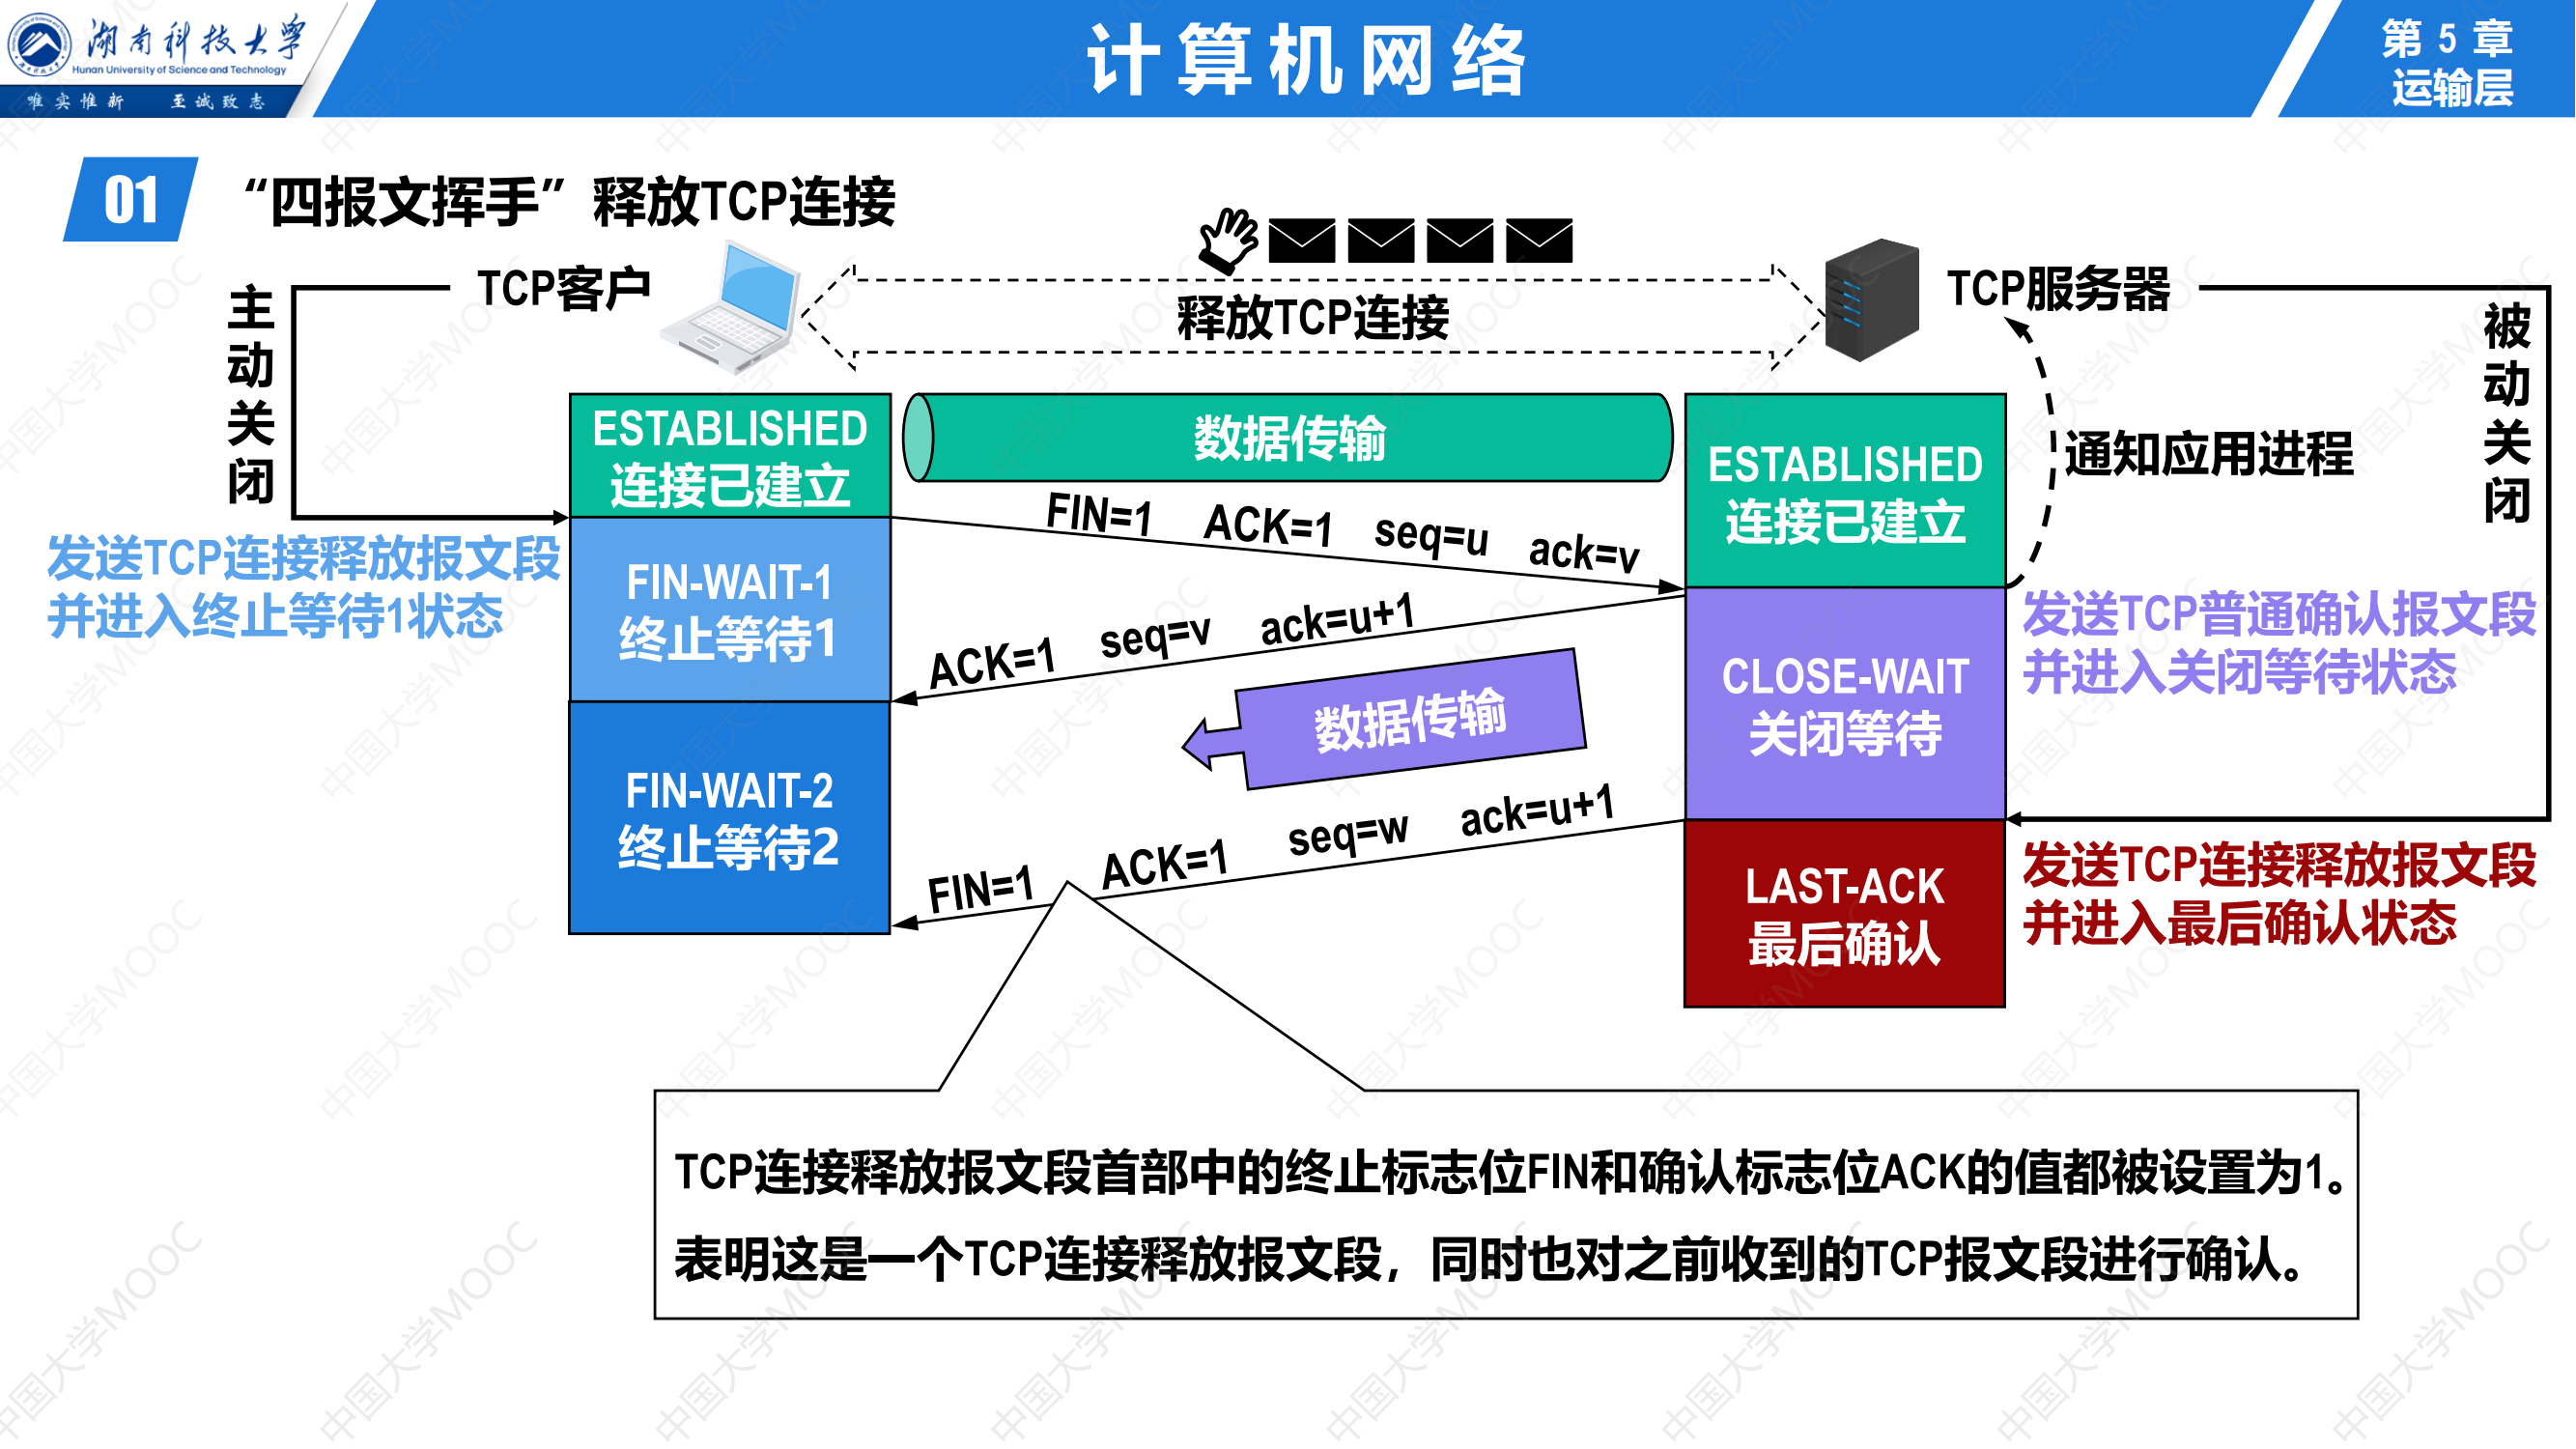 湖南科技大学
Hunan University of Science and Technology
唯实惟新 至诚致志
计算机网络
第 5 章
运输层
01
“四报文挥手”释放TCP连接
TCP客户
释放TCP连接
TCP服务器
主动关闭
被动关闭
ESTABLISHED
连接已建立
数据传输
ESTABLISHED
连接已建立
通知应用进程
FIN=1 ACK=1 seq=u ack=v
发送TCP连接释放报文段
并进入终止等待1状态
FIN-WAIT-1
终止等待1
ACK=1 seq=v ack=u+1
发送TCP普通确认报文段
并进入关闭等待状态
CLOSE-WAIT
关闭等待
数据传输
FIN-WAIT-2
终止等待2
FIN=1 ACK=1 seq=w ack=u+1
LAST-ACK
最后确认
发送TCP连接释放报文段
并进入最后确认状态
TCP连接释放报文段首部中的终止标志位FIN和确认标志位ACK的值都被设置为1。
表明这是一个TCP连接释放报文段，同时也对之前收到的TCP报文段进行确认。
中国大学MOOC